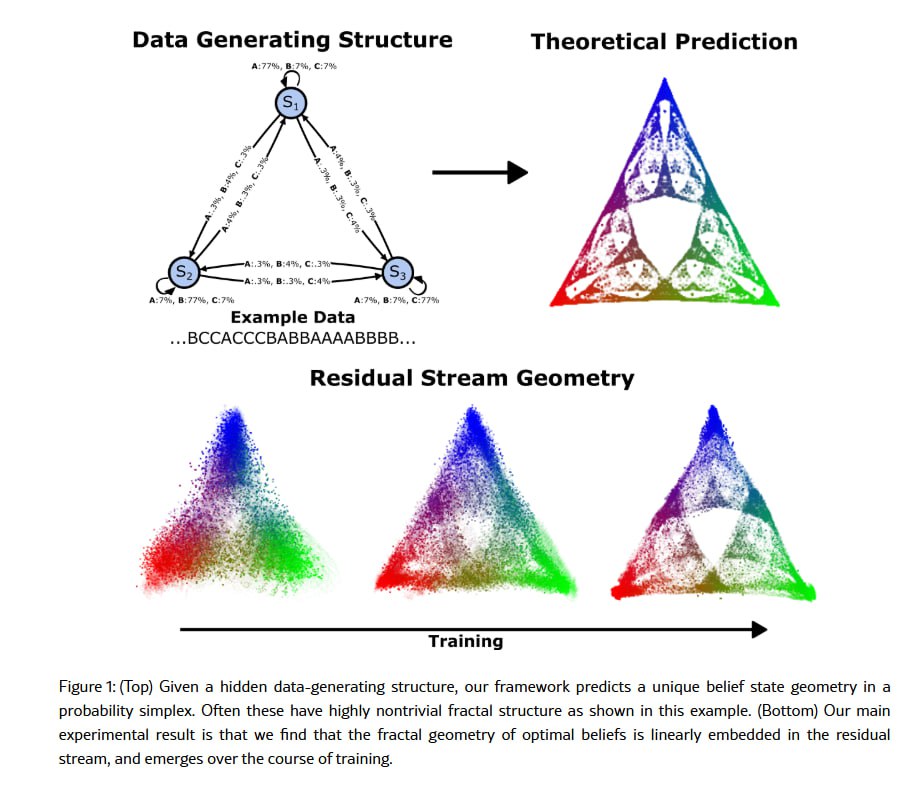 Data Generating Structure
Theoretical Prediction
A:77%, B:7%, C:7%
S1
A:.3%, B:4%, C:.3%
A:4%, B:.3%, C:.3%
A:4%, B:.3%, C:.3%
A:.3%, B:.3%, C:4%
S2
A:.3%, B:4%, C:.3%
A:.3%, B:.3%, C:4%
S3
A:7%, B:77%, C:7%
A:7%, B:7%, C:77%
Example Data
...BCCACCCBABBAAAABBBB...
Residual Stream Geometry
Training
Figure 1: (Top) Given a hidden data-generating structure, our framework predicts a unique belief state geometry in a
probability simplex. Often these have highly nontrivial fractal structure as shown in this example. (Bottom) Our main
experimental result is that we find that the fractal geometry of optimal beliefs is linearly embedded in the residual
stream, and emerges over the course of training.